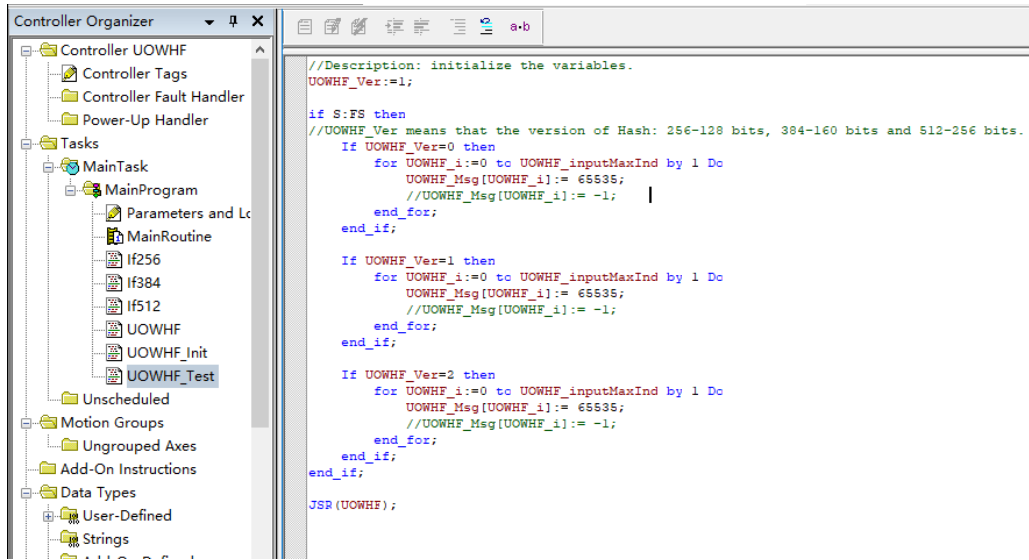 Controller Organizer
Controller UOWHF
Controller Tags
Controller Fault Handler
Power-Up Handler
Tasks
MainTask
MainProgram
Parameters and Lo
MainRoutine
If256
If384
If512
UOWHF
UOWHF_Init
UOWHF_Test
Unscheduled
Motion Groups
Ungrouped Axes
Add-On Instructions
Data Types
User-Defined
Strings
a•b
//Description: initialize the variables.
UOWHF_Ver:=1;
if S:FS then
//UOWHF_Ver means that the version of Hash: 256-128 bits, 384-160 bits and 512-256 bits.
If UOWHF_Ver=0 then
for UOWHF_i:=0 to UOWHF_inputMaxInd by 1 Do
UOWHF_Msg[UOWHF_i]:= 65535;
//UOWHF_Msg[UOWHF_i]:= -1;
end_for;
end_if;
If UOWHF_Ver=1 then
for UOWHF_i:=0 to UOWHF_inputMaxInd by 1 Do
UOWHF_Msg[UOWHF_i]:= 65535;
//UOWHF_Msg[UOWHF_i]:= -1;
end_for;
end_if;
If UOWHF_Ver=2 then
for UOWHF_i:=0 to UOWHF_inputMaxInd by 1 Do
UOWHF_Msg[UOWHF_i]:= 65535;
//UOWHF_Msg[UOWHF_i]:= -1;
end_for;
end_if;
end_if;
JSR(UOWHF);